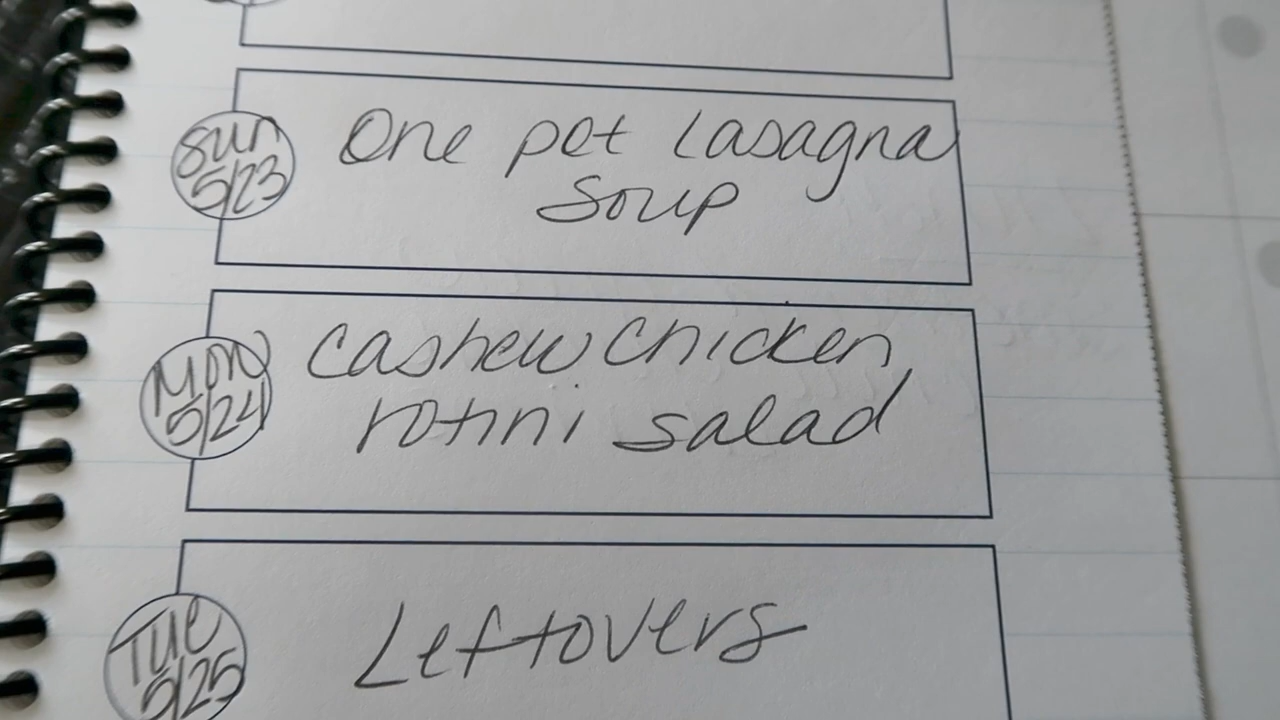 Sun
5/23
One pot lasagna
Soup
Mon
5/24
Cashew Chicken
rotini salad
Tue
5/25
Leftovers